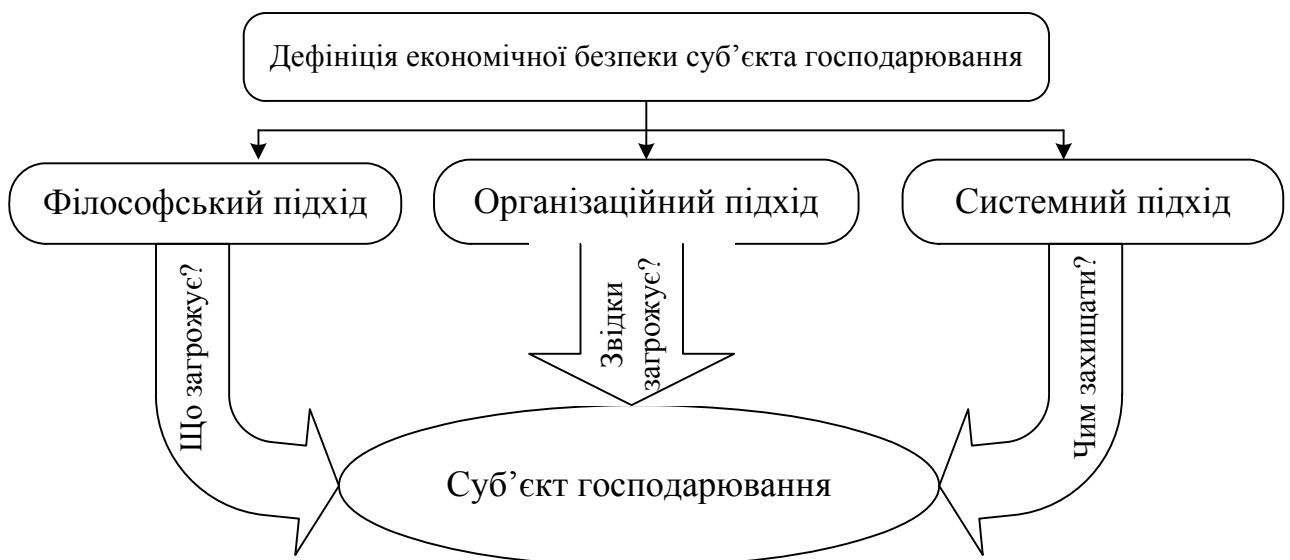 Дефініція економічної безпеки суб’єкта господарювання
Філософський підхід
Організаційний підхід
Системний підхід
Що загрожує?
Звідки
загрожує?
Чим захищати?
Суб’єкт господарювання